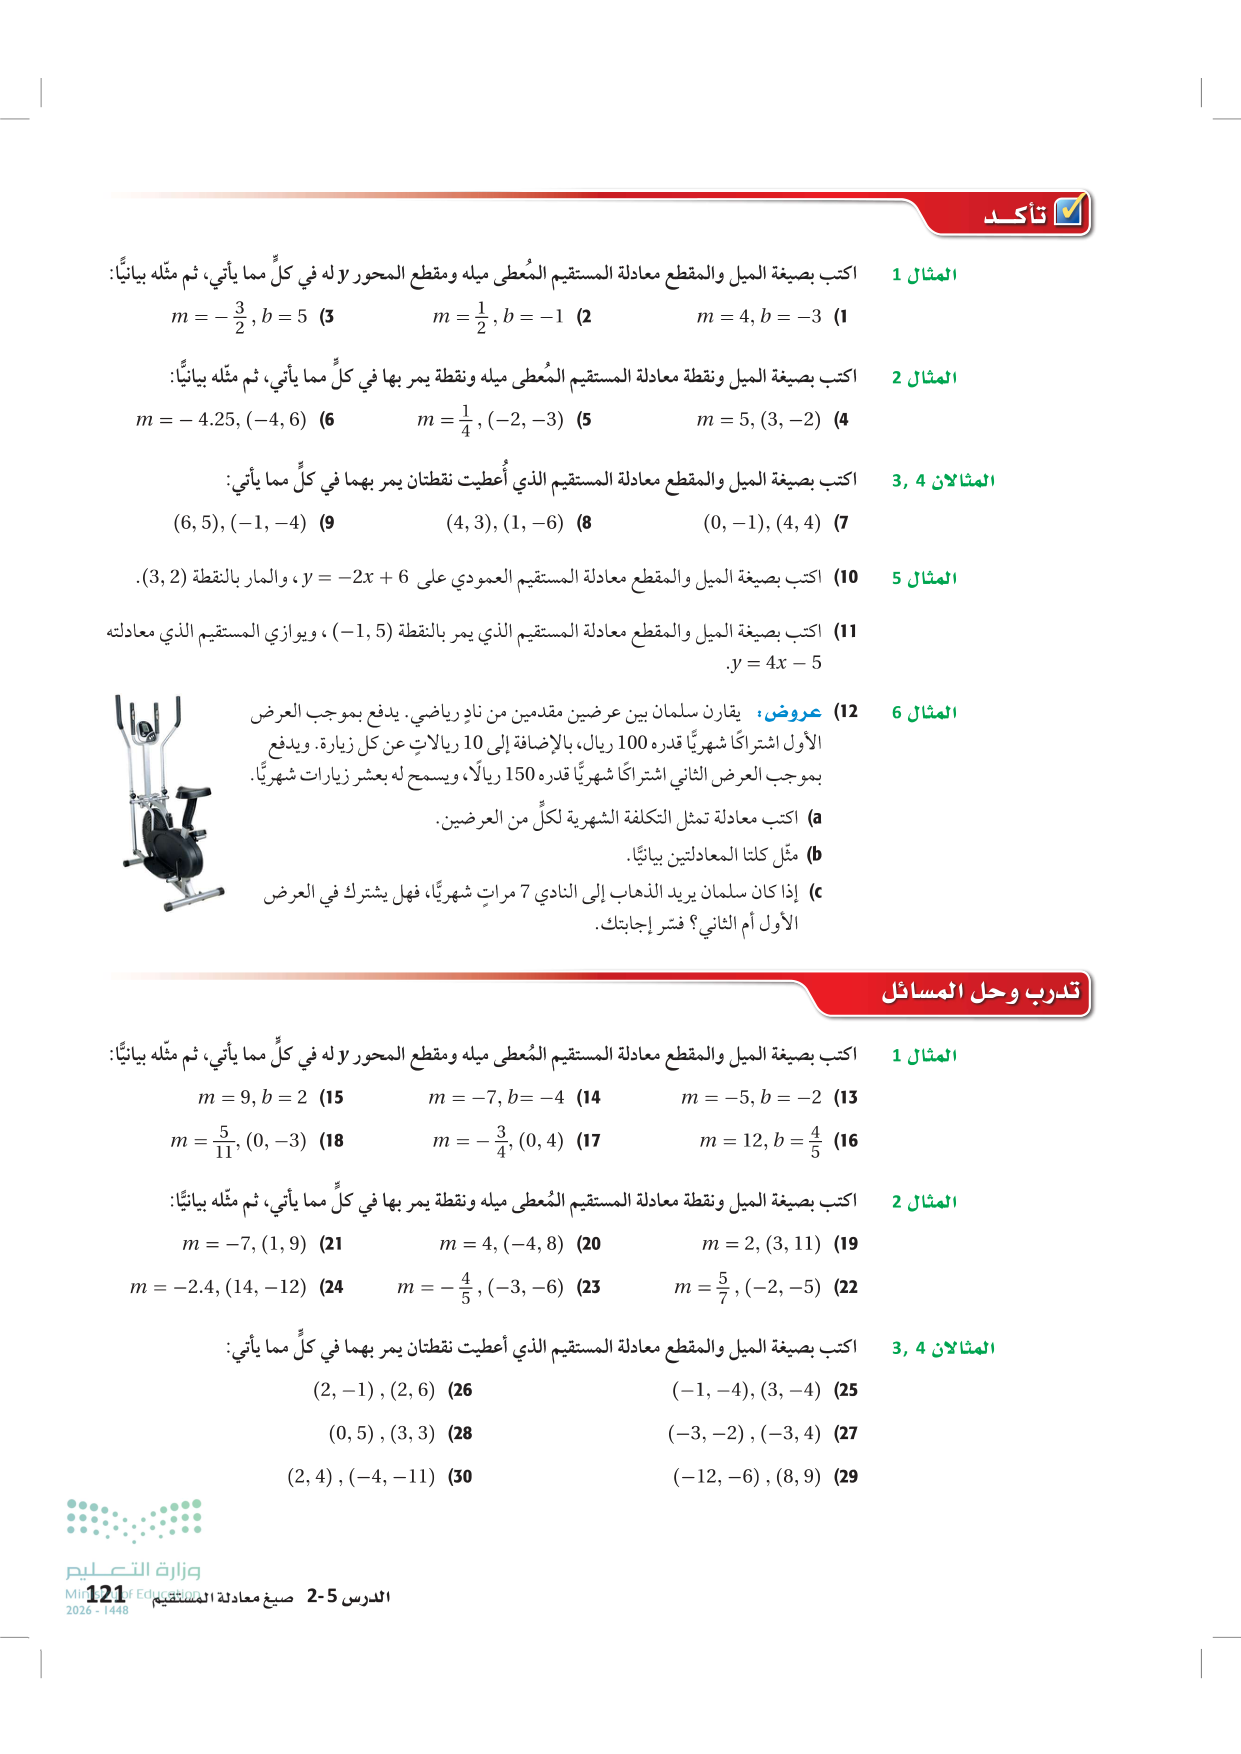 تأكــد
المثال 1 اكتب بصيغة الميل والمقطع معادلة المستقيم المُعطى ميله ومقطع المحور y له في كلٍّ مما يأتي، ثم مثّله بيانيًّا:
1) m = 4, b = −3 2) m = 1/2, b = −1 3) m = − 3/2, b = 5
المثال 2 اكتب بصيغة الميل ونقطة معادلة المستقيم المُعطى ميله ونقطة يمر بها في كلٍّ مما يأتي، ثم مثّله بيانيًّا:
4) m = 5, (3, −2) 5) m = 1/4, (−2, −3) 6) m = − 4.25, (−4, 6)
المثالان 3, 4 اكتب بصيغة الميل والمقطع معادلة المستقيم الذي أُعطيت نقطتان يمر بهما في كلٍّ مما يأتي:
7) (0, −1), (4, 4) 8) (4, 3), (1, −6) 9) (6, 5), (−1, −4)
المثال 5 10) اكتب بصيغة الميل والمقطع معادلة المستقيم العمودي على y = −2x + 6 ، والمار بالنقطة (3, 2).
11) اكتب بصيغة الميل والمقطع معادلة المستقيم الذي يمر بالنقطة (−1, 5) ، ويوازي المستقيم الذي معادلته
y = 4x − 5.
المثال 6 12) عروض: يقارن سلمان بين عرضين مقدمين من نادٍ رياضي. يدفع بموجب العرض
الأول اشتراكًا شهريًّا قدره 100 ريال، بالإضافة إلى 10 ريالاتٍ عن كل زيارة. ويدفع
بموجب العرض الثاني اشتراكًا شهريًّا قدره 150 ريالًا، ويسمح له بعشر زيارات شهريًّا.
a) اكتب معادلة تمثل التكلفة الشهرية لكلٍّ من العرضين.
b) مثّل كلتا المعادلتين بيانيًّا.
c) إذا كان سلمان يريد الذهاب إلى النادي 7 مراتٍ شهريًّا، فهل يشترك في العرض
الأول أم الثاني؟ فسّر إجابتك.
تدرب وحل المسائل
المثال 1 اكتب بصيغة الميل والمقطع معادلة المستقيم المُعطى ميله ومقطع المحور y له في كلٍّ مما يأتي، ثم مثّله بيانيًّا:
13) m = −5, b = −2 14) m = −7, b= −4 15) m = 9, b = 2
16) m = 12, b = 4/5 17) m = − 3/4, (0, 4) 18) m = 5/11, (0, −3)
المثال 2 اكتب بصيغة الميل ونقطة معادلة المستقيم المُعطى ميله ونقطة يمر بها في كلٍّ مما يأتي، ثم مثّله بيانيًّا:
19) m = 2, (3, 11) 20) m = 4, (−4, 8) 21) m = −7, (1, 9)
22) m = 5/7, (−2, −5) 23) m = − 4/5, (−3, −6) 24) m = −2.4, (14, −12)
المثالان 3, 4 اكتب بصيغة الميل والمقطع معادلة المستقيم الذي أعطيت نقطتان يمر بهما في كلٍّ مما يأتي:
25) (−1, −4), (3, −4) 26) (2, −1) , (2, 6)
27) (−3, −2) , (−3, 4) 28) (0, 5) , (3, 3)
29) (−12, −6) , (8, 9) 30) (2, 4) , (−4, −11)
وزارة التعليم
Ministry of Education
2026 - 1448
الدرس 5-2 صيغ معادلة المستقيم 121